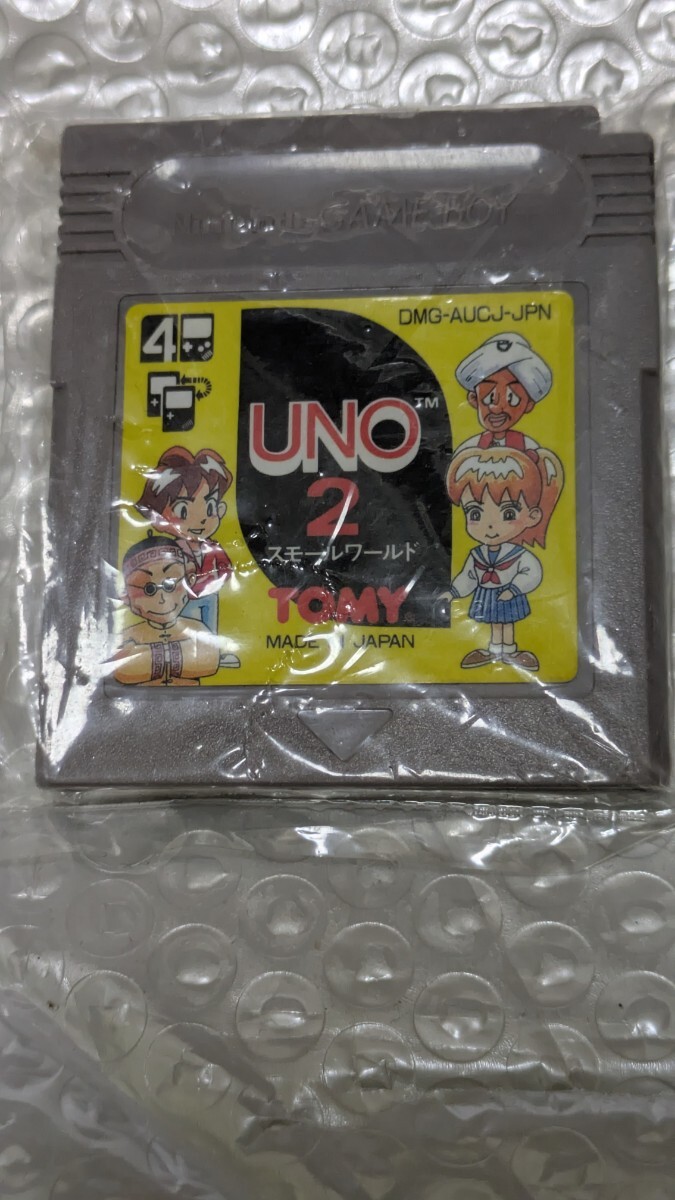 Nintendo GAME BOY
DMG-AUCJ-JPN
4
UNO™
2
スモールワールド
TOMY
MADE IN JAPAN